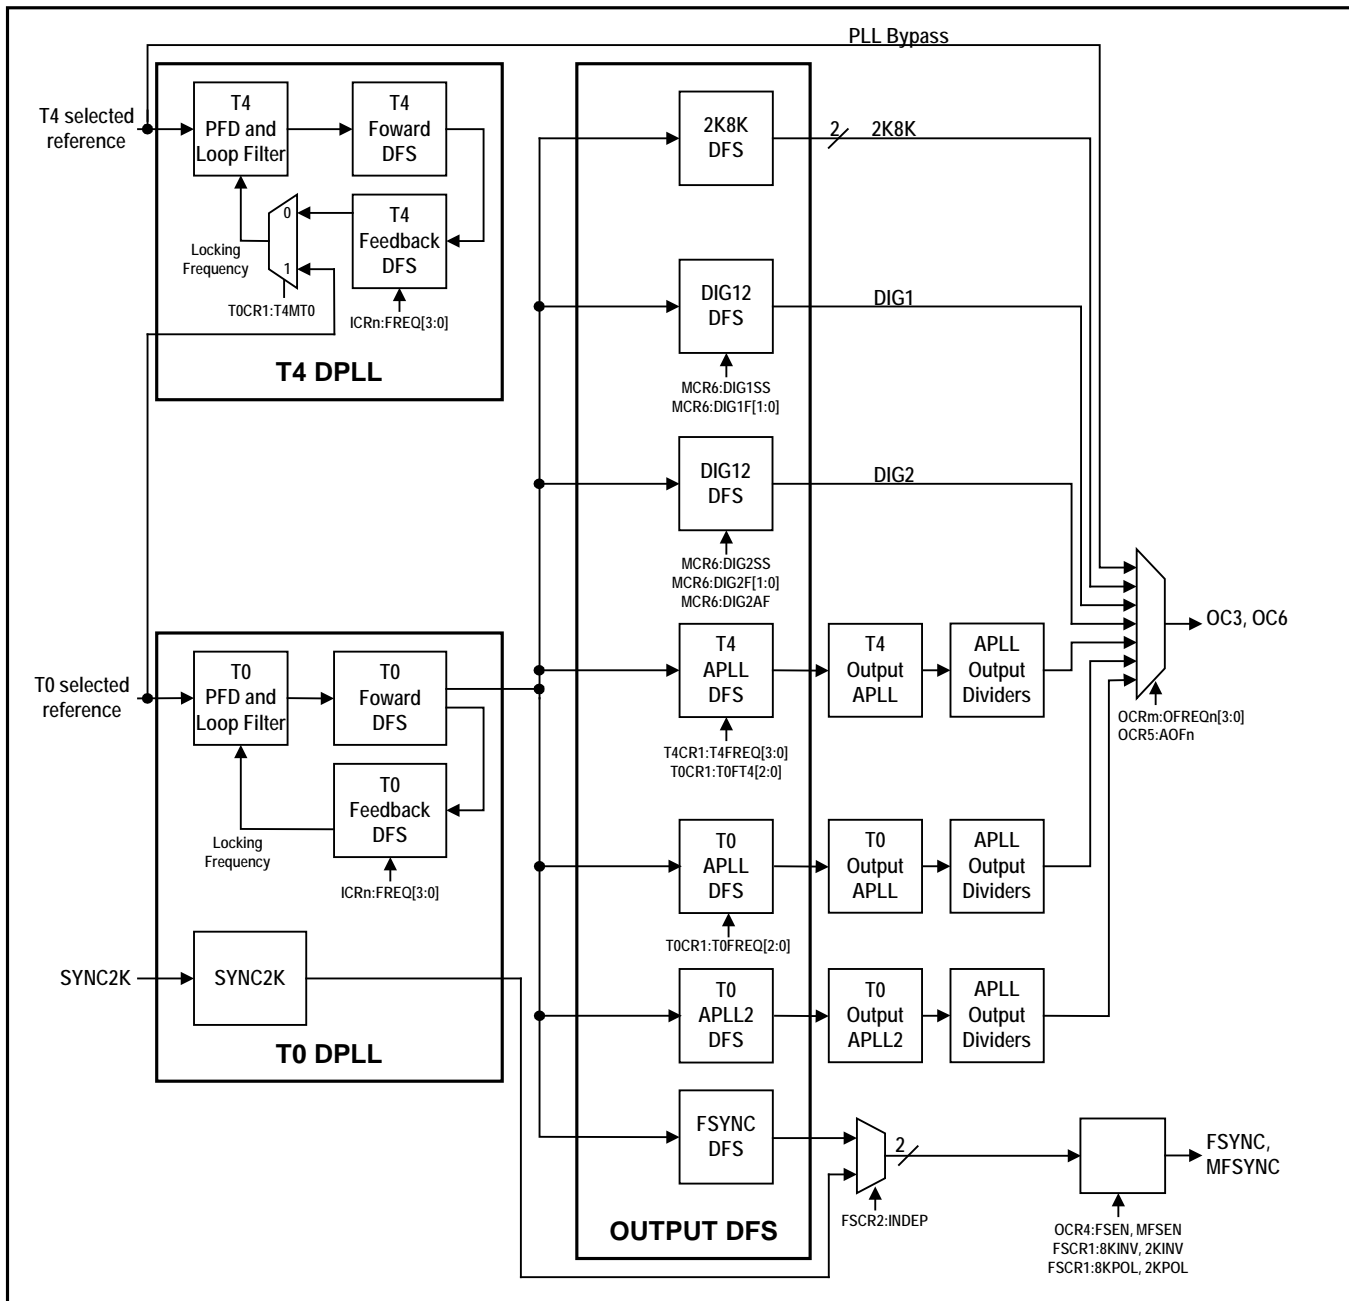 PLL Bypass
T4 selected
reference
T4
PFD and
Loop Filter
T4
Foward
DFS
T4
Feedback
DFS
0
1
Locking
Frequency
T0CR1:T4MT0
ICRn:FREQ[3:0]
T4 DPLL
2K8K
DFS
2
2K8K
DIG12
DFS
DIG1
MCR6:DIG1SS
MCR6:DIG1F[1:0]
DIG12
DFS
DIG2
MCR6:DIG2SS
MCR6:DIG2F[1:0]
MCR6:DIG2AF
T4
APLL
DFS
T4
Output
APLL
APLL
Output
Dividers
T4CR1:T4FREQ[3:0]
T0CR1:T0FT4[2:0]
OC3, OC6
OCRm:OFREQn[3:0]
OCR5:AOFn
T0 selected
reference
T0
PFD and
Loop Filter
T0
Foward
DFS
T0
Feedback
DFS
Locking
Frequency
ICRn:FREQ[3:0]
T0
APLL
DFS
T0
Output
APLL
APLL
Output
Dividers
T0CR1:T0FREQ[2:0]
SYNC2K
SYNC2K
T0 DPLL
T0
APLL2
DFS
T0
Output
APLL2
APLL
Output
Dividers
FSYNC
DFS
2
FSCR2:INDEP
FSYNC,
MFSYNC
OCR4:FSEN, MFSEN
FSCR1:8KINV, 2KINV
FSCR1:8KPOL, 2KPOL
OUTPUT DFS